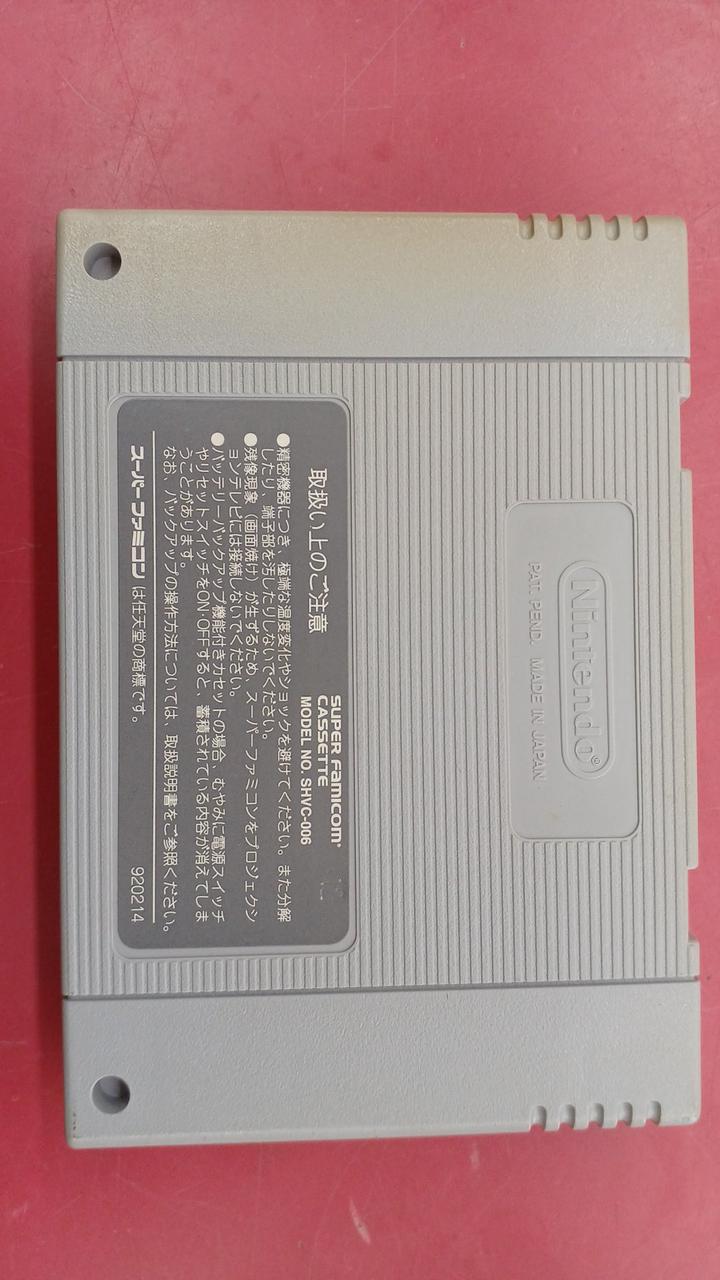 Nintendo®
PAT. PEND. MADE IN JAPAN
SUPER FAMICOM®
CASSETTE
MODEL NO. SHVC-006
取扱い上のご注意
●精密機器につき、極端な温度変化やショックを避けてください。また分解
したり、端子部を汚したりしないでください。
●残像現象（画面焼け）が生ずるため、スーパーファミコンをプロジェクシ
ョンテレビには接続しないでください。
●バッテリーバックアップ機能付きカセットの場合、むやみに電源スイッチ
やリセットスイッチをON・OFFすると、蓄積されている内容が消えてしま
うことがあります。
なお、バックアップの操作方法については、取扱説明書をご参照ください。
スーパーファミコン は任天堂の商標です。
920214